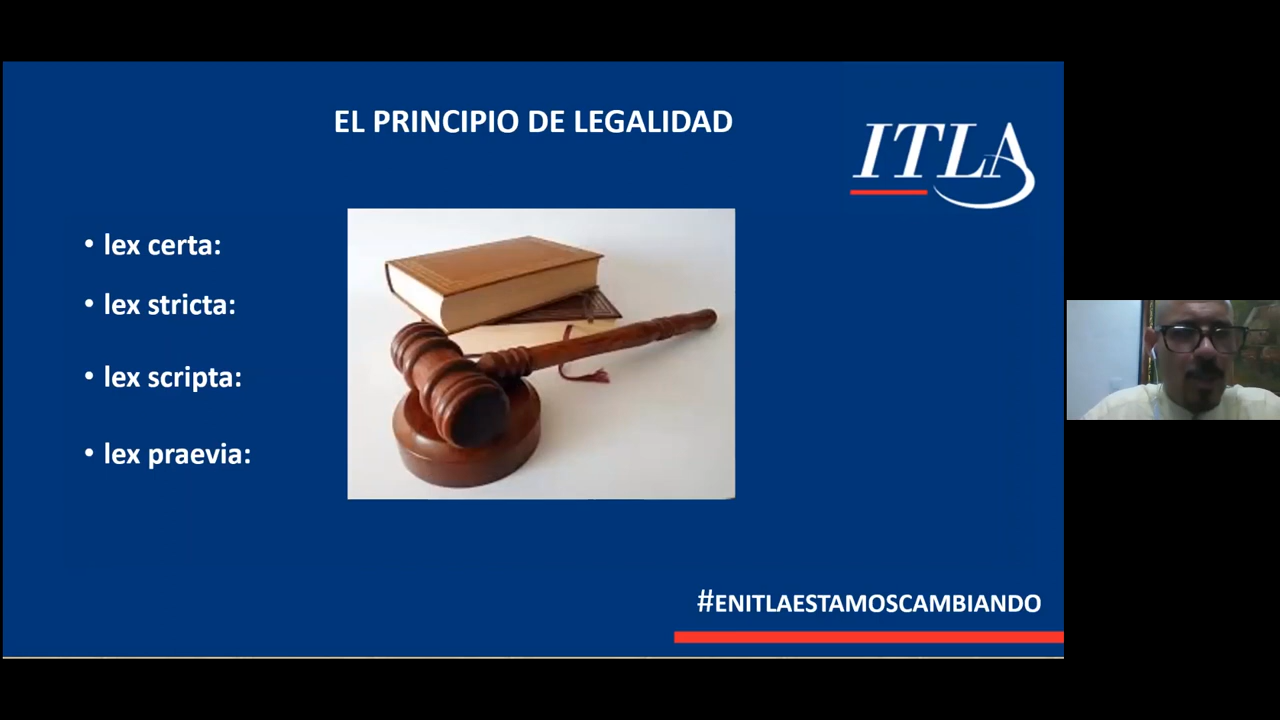 EL PRINCIPIO DE LEGALIDAD
ITLA
• lex certa:
• lex stricta:
• lex scripta:
• lex praevia:
#ENITLAESTAMOSCAMBIANDO